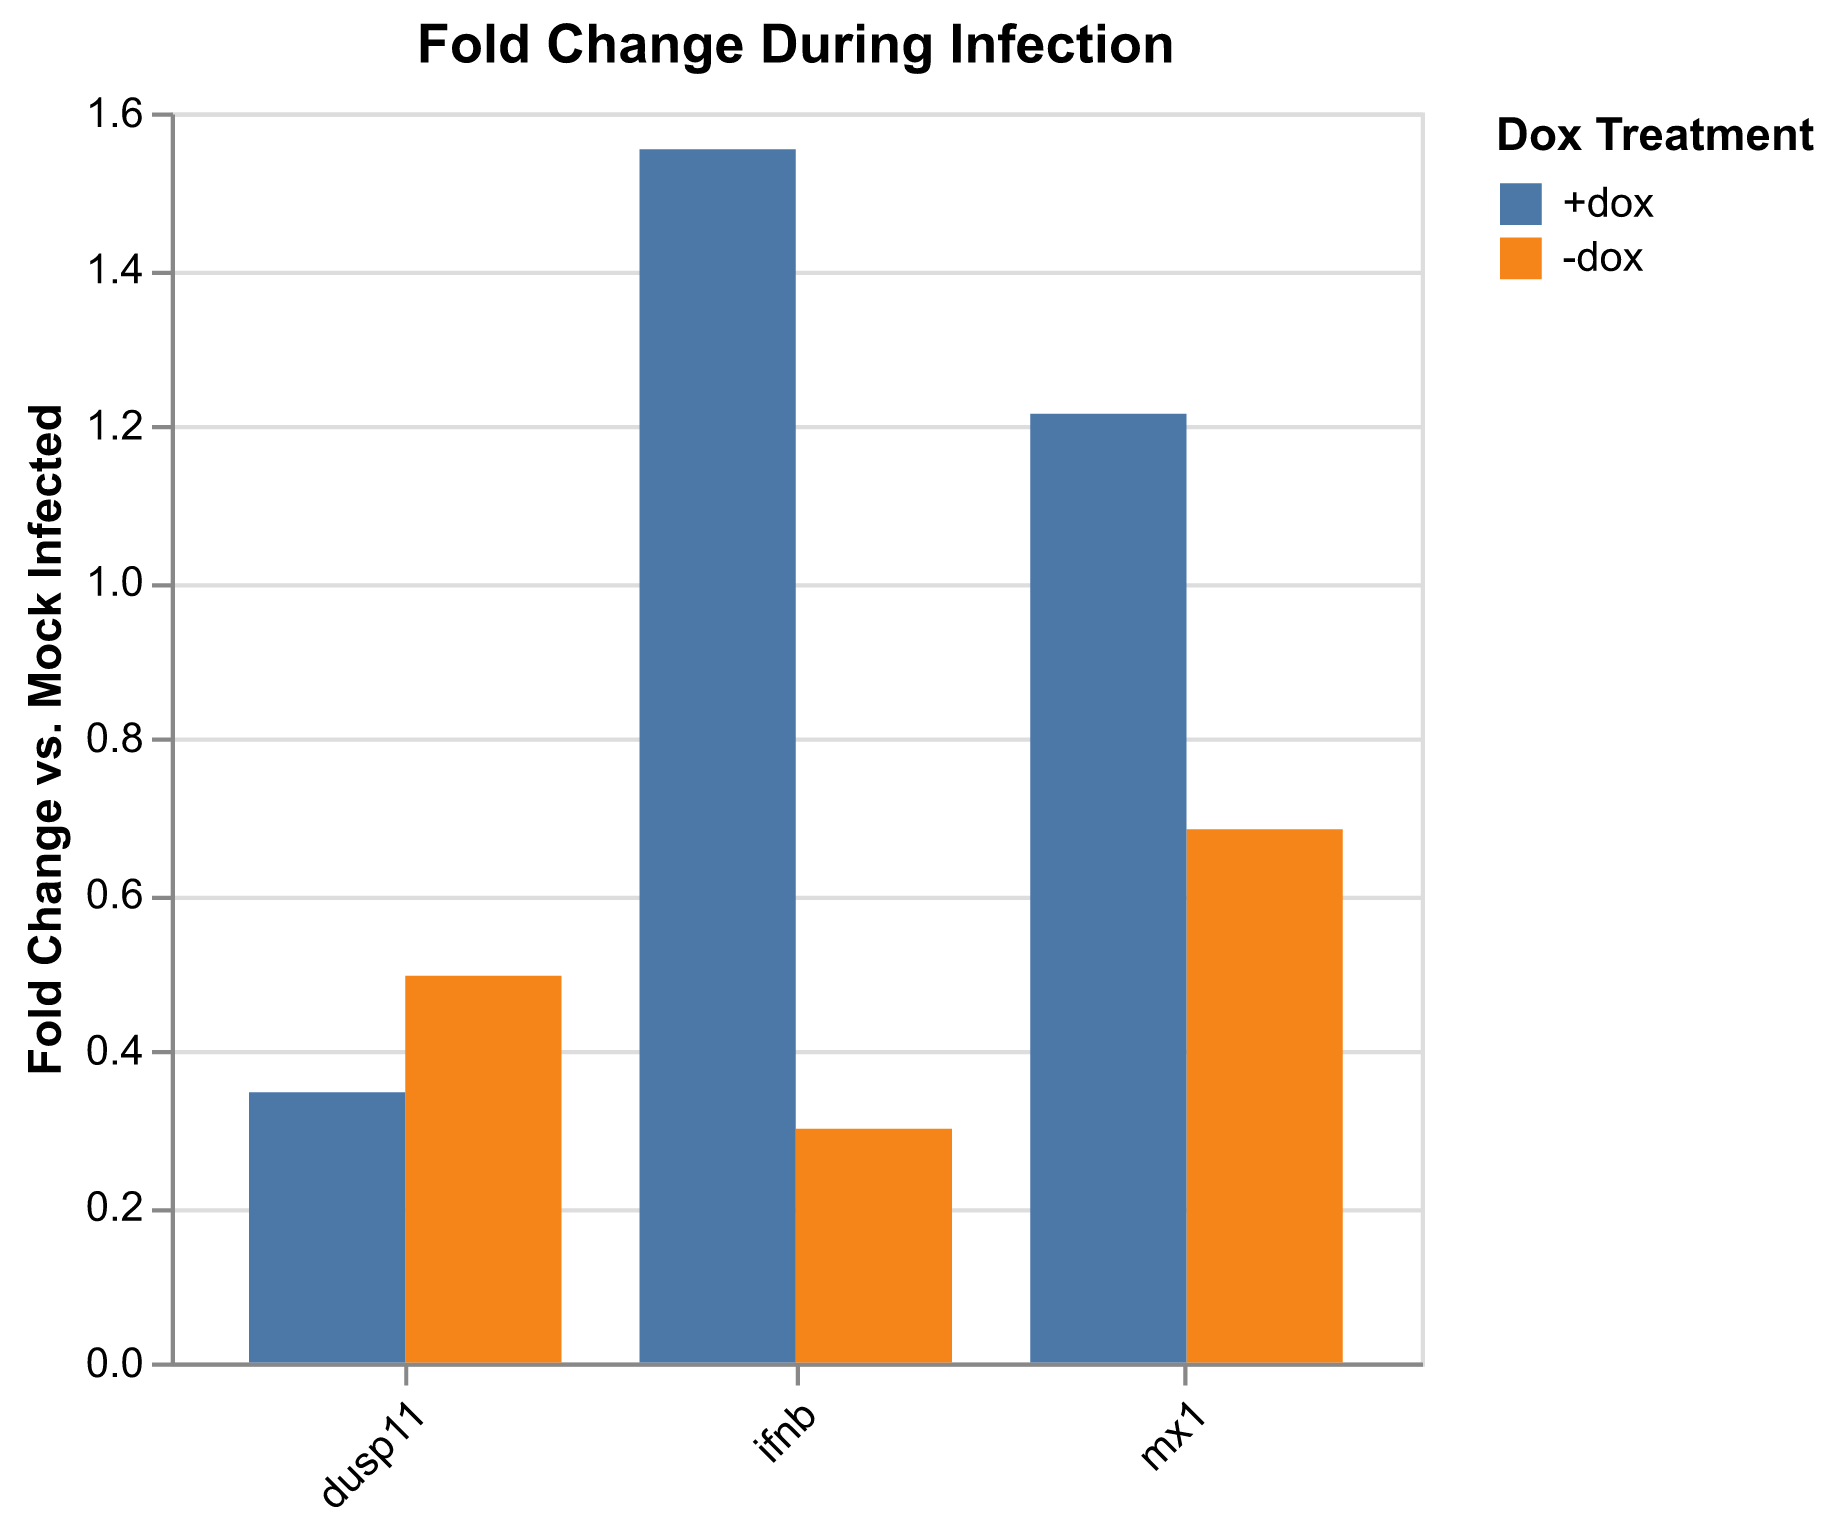 Fold Change During Infection
Dox Treatment
+dox
-dox
Fold Change vs. Mock Infected
1.6
1.4
1.2
1.0
0.8
0.6
0.4
0.2
0.0
dusp11
ifnb
mx1